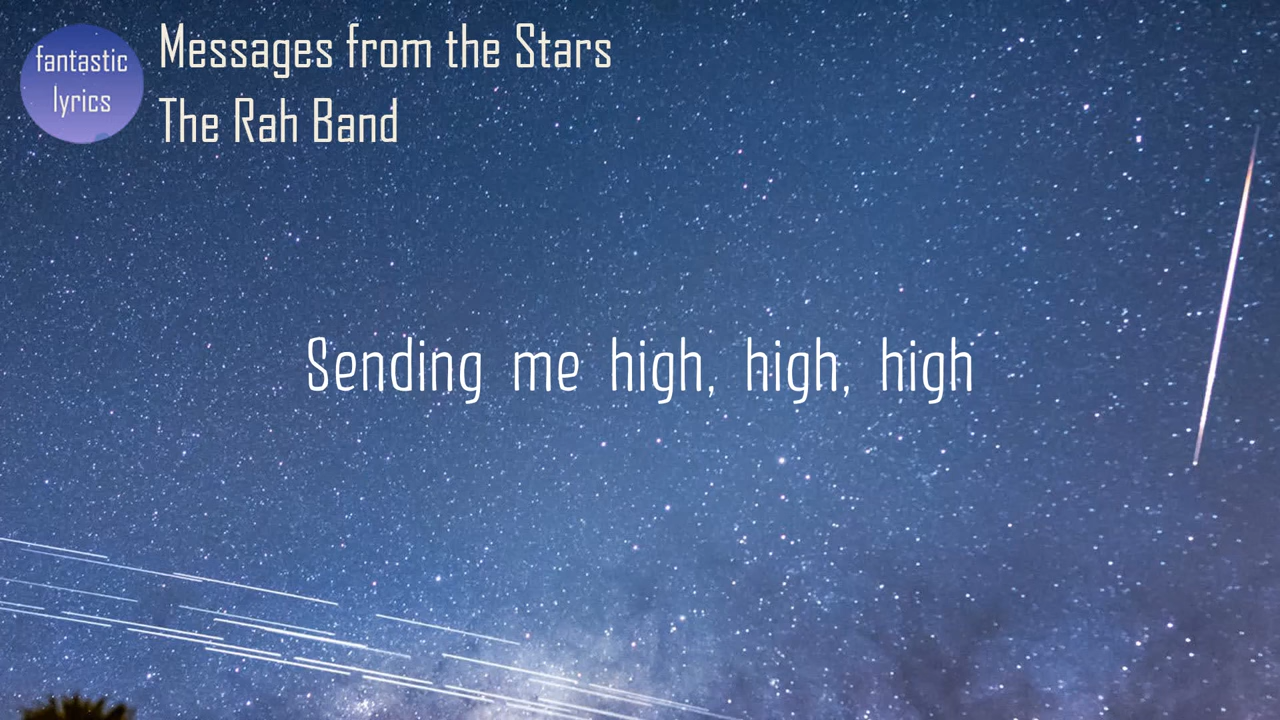 fantastic
lyrics
Messages from the Stars
The Rah Band
Sending me high, high, high